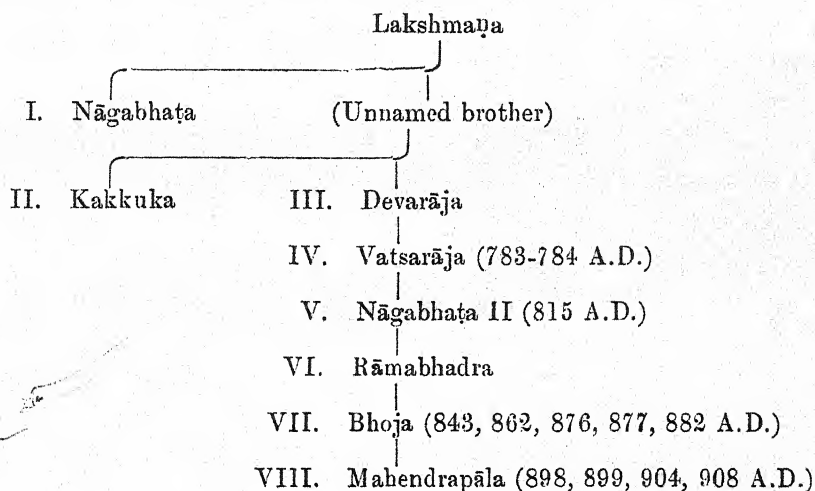 Lakshmaṇa
I. Nāgabhaṭa (Unnamed brother)
II. Kakkuka III. Devarāja
IV. Vatsarāja (783-784 A.D.)
V. Nāgabhaṭa II (815 A.D.)
VI. Rāmabhadra
VII. Bhoja (843, 862, 876, 877, 882 A.D.)
VIII. Mahendrapāla (898, 899, 904, 908 A.D.)